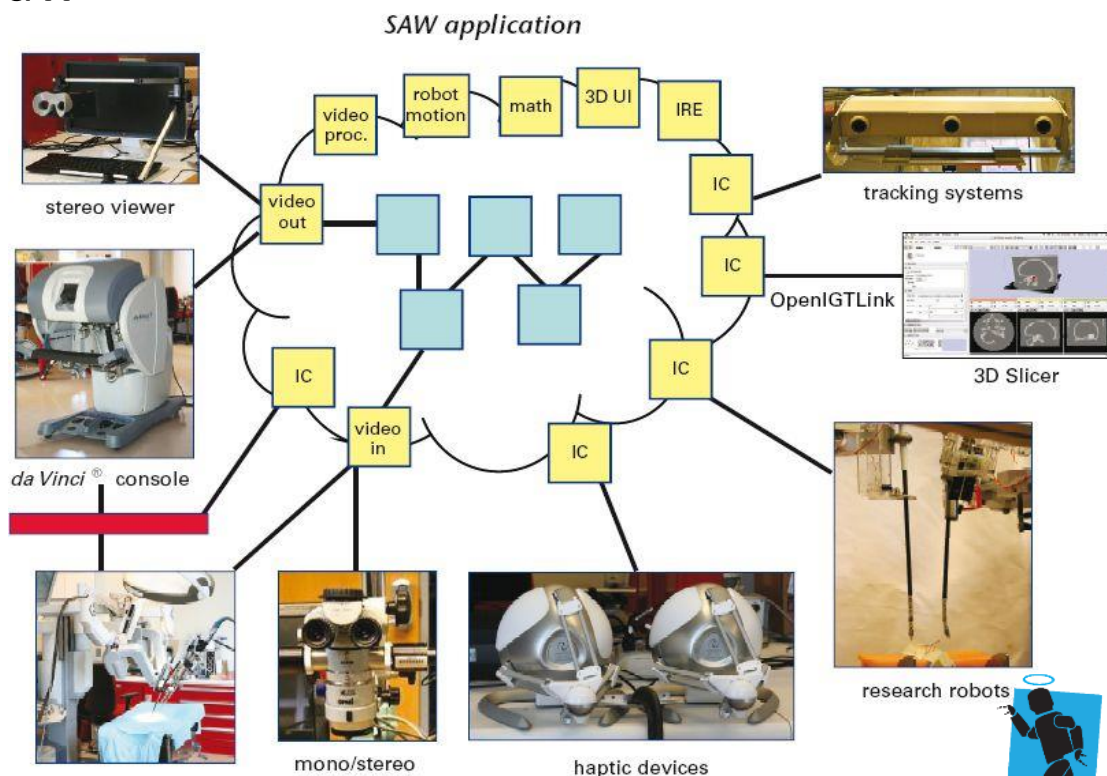 SAW application
video
proc.
robot
motion
math
3D UI
IRE
stereo viewer
video
out
IC
tracking systems
IC
OpenIGTLink
3D Slicer
da Vinci ® console
IC
video
in
IC
IC
research robots
mono/stereo
haptic devices